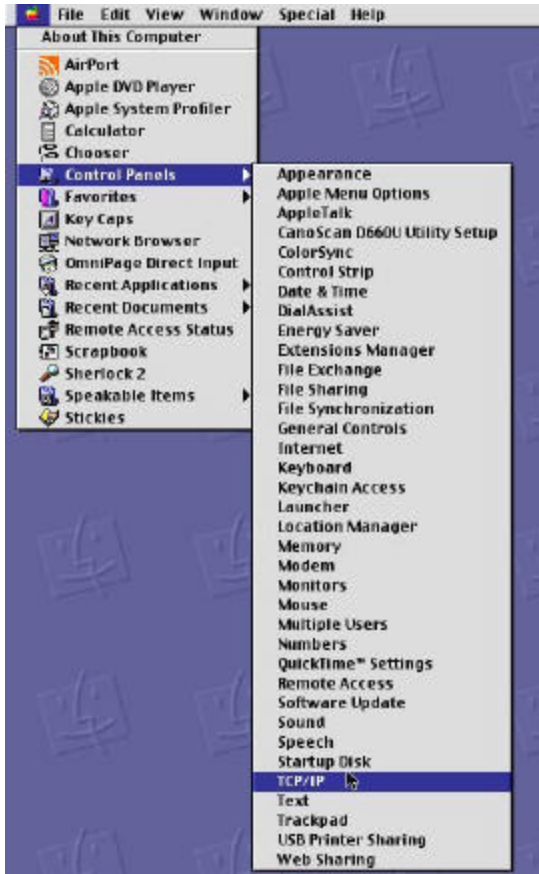 File Edit View Window Special Help
About This Computer
AirPort
Apple DVD Player
Apple System Profiler
Calculator
Chooser
Control Panels
Favorites
Key Caps
Network Browser
OmniPage Direct Input
Recent Applications
Recent Documents
Remote Access Status
Scrapbook
Sherlock 2
Speakable Items
Stickies
Appearance
Apple Menu Options
AppleTalk
CanoScan D660U Utility Setup
ColorSync
Control Strip
Date & Time
DialAssist
Energy Saver
Extensions Manager
File Exchange
File Sharing
File Synchronization
General Controls
Internet
Keyboard
Keychain Access
Launcher
Location Manager
Memory
Modem
Monitors
Mouse
Multiple Users
Numbers
QuickTime™ Settings
Remote Access
Software Update
Sound
Speech
Startup Disk
TCP/IP
Text
Trackpad
USB Printer Sharing
Web Sharing